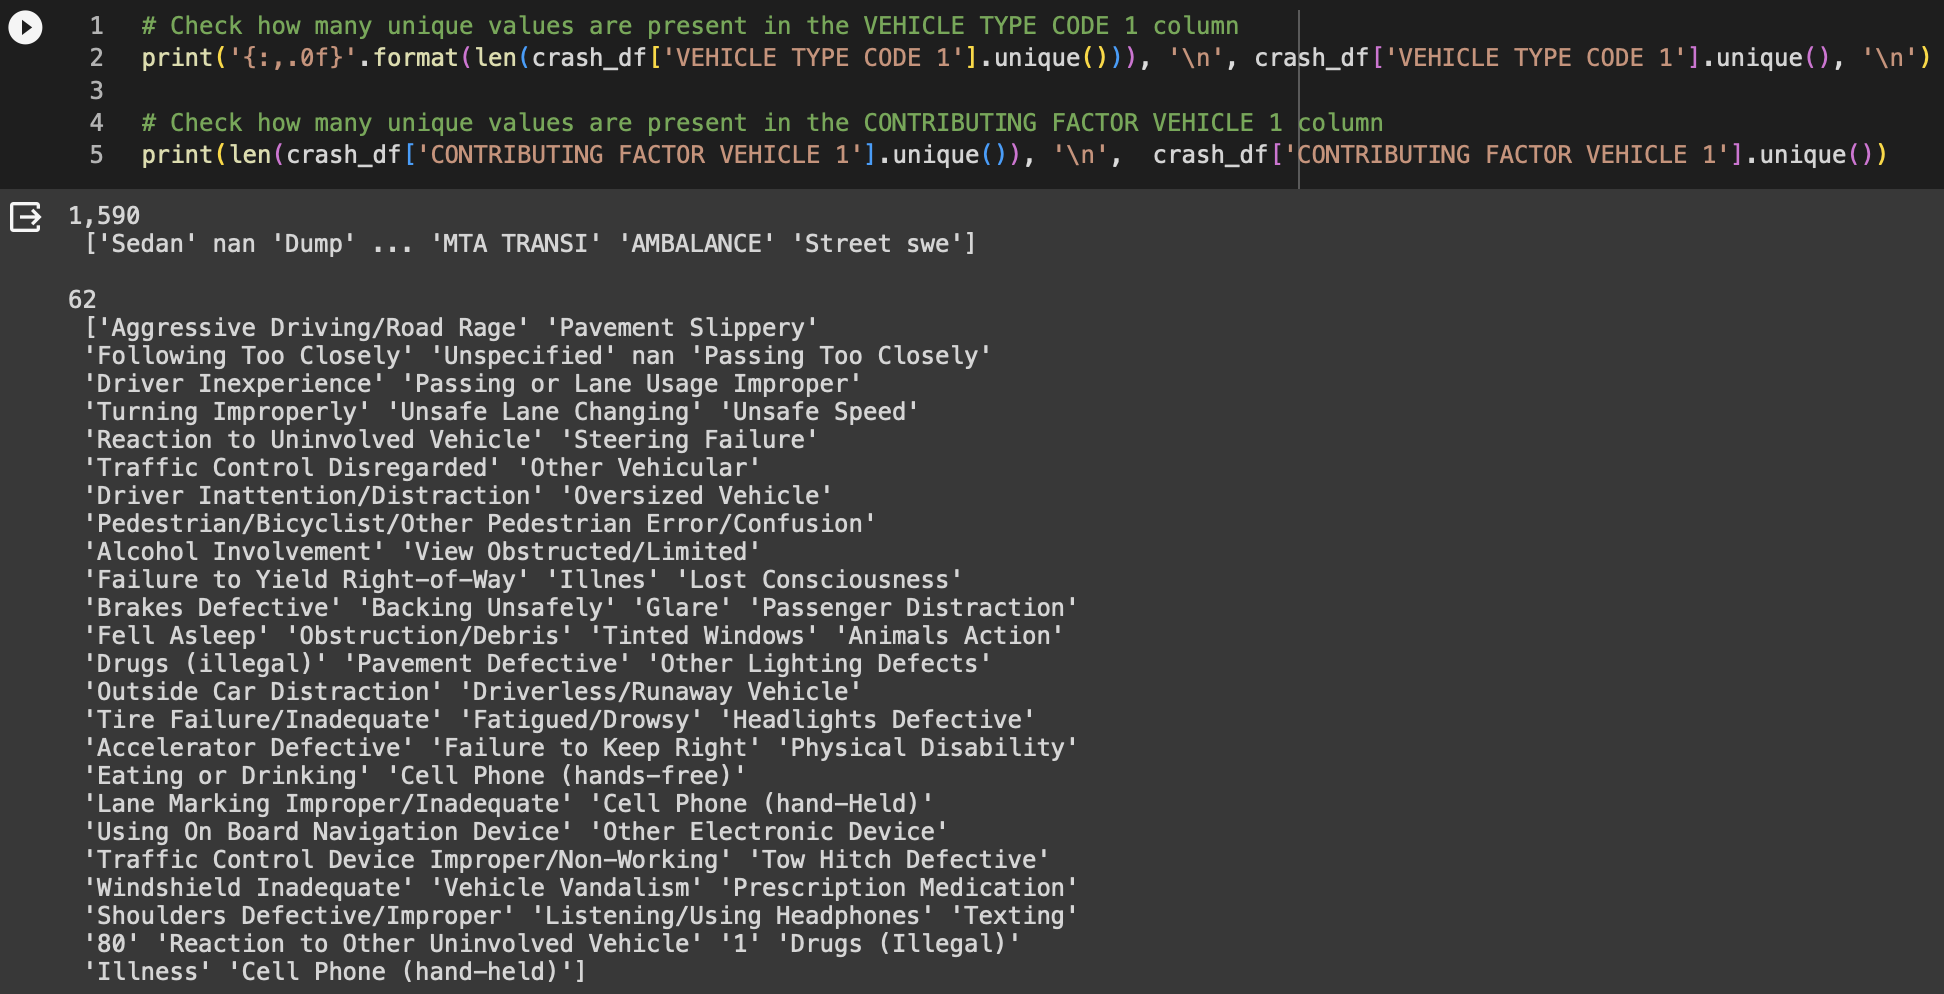 1 # Check how many unique values are present in the VEHICLE TYPE CODE 1 column
2 print('{:,.0f}'.format(len(crash_df['VEHICLE TYPE CODE 1'].unique())), '\n', crash_df['VEHICLE TYPE CODE 1'].unique(), '\n')
3
4 # Check how many unique values are present in the CONTRIBUTING FACTOR VEHICLE 1 column
5 print(len(crash_df['CONTRIBUTING FACTOR VEHICLE 1'].unique()), '\n',  crash_df['CONTRIBUTING FACTOR VEHICLE 1'].unique())
1,590
['Sedan' nan 'Dump' ... 'MTA TRANSI' 'AMBALANCE' 'Street swe']
62
['Aggressive Driving/Road Rage' 'Pavement Slippery'
'Following Too Closely' 'Unspecified' nan 'Passing Too Closely'
'Driver Inexperience' 'Passing or Lane Usage Improper'
'Turning Improperly' 'Unsafe Lane Changing' 'Unsafe Speed'
'Reaction to Uninvolved Vehicle' 'Steering Failure'
'Traffic Control Disregarded' 'Other Vehicular'
'Driver Inattention/Distraction' 'Oversized Vehicle'
'Pedestrian/Bicyclist/Other Pedestrian Error/Confusion'
'Alcohol Involvement' 'View Obstructed/Limited'
'Failure to Yield Right-of-Way' 'Illnes' 'Lost Consciousness'
'Brakes Defective' 'Backing Unsafely' 'Glare' 'Passenger Distraction'
'Fell Asleep' 'Obstruction/Debris' 'Tinted Windows' 'Animals Action'
'Drugs (illegal)' 'Pavement Defective' 'Other Lighting Defects'
'Outside Car Distraction' 'Driverless/Runaway Vehicle'
'Tire Failure/Inadequate' 'Fatigued/Drowsy' 'Headlights Defective'
'Accelerator Defective' 'Failure to Keep Right' 'Physical Disability'
'Eating or Drinking' 'Cell Phone (hands-free)'
'Lane Marking Improper/Inadequate' 'Cell Phone (hand-Held)'
'Using On Board Navigation Device' 'Other Electronic Device'
'Traffic Control Device Improper/Non-Working' 'Tow Hitch Defective'
'Windshield Inadequate' 'Vehicle Vandalism' 'Prescription Medication'
'Shoulders Defective/Improper' 'Listening/Using Headphones' 'Texting'
'80' 'Reaction to Other Uninvolved Vehicle' '1' 'Drugs (Illegal)'
'Illness' 'Cell Phone (hand-held)']